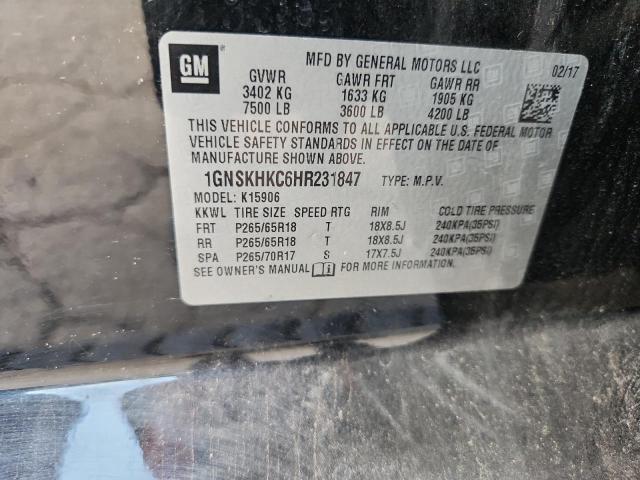 GM
MFD BY GENERAL MOTORS LLC
02/17
GVWR GAWR FRT GAWR RR
3402 KG 1633 KG 1905 KG
7500 LB 3600 LB 4200 LB
THIS VEHICLE CONFORMS TO ALL APPLICABLE U.S. FEDERAL MOTOR
VEHICLE SAFETY STANDARDS IN EFFECT ON THE DATE OF
MANUFACTURE SHOWN ABOVE.
1GNSKHKC6HR231847 TYPE: M.P.V.
MODEL: K15906
KKWL TIRE SIZE SPEED RTG RIM COLD TIRE PRESSURE
FRT P265/65R18 T 18X8.5J 240KPA(35PSI)
RR P265/65R18 T 18X8.5J 240KPA(35PSI)
SPA P265/70R17 S 17X7.5J 240KPA(35PSI)
SEE OWNER'S MANUAL FOR MORE INFORMATION.